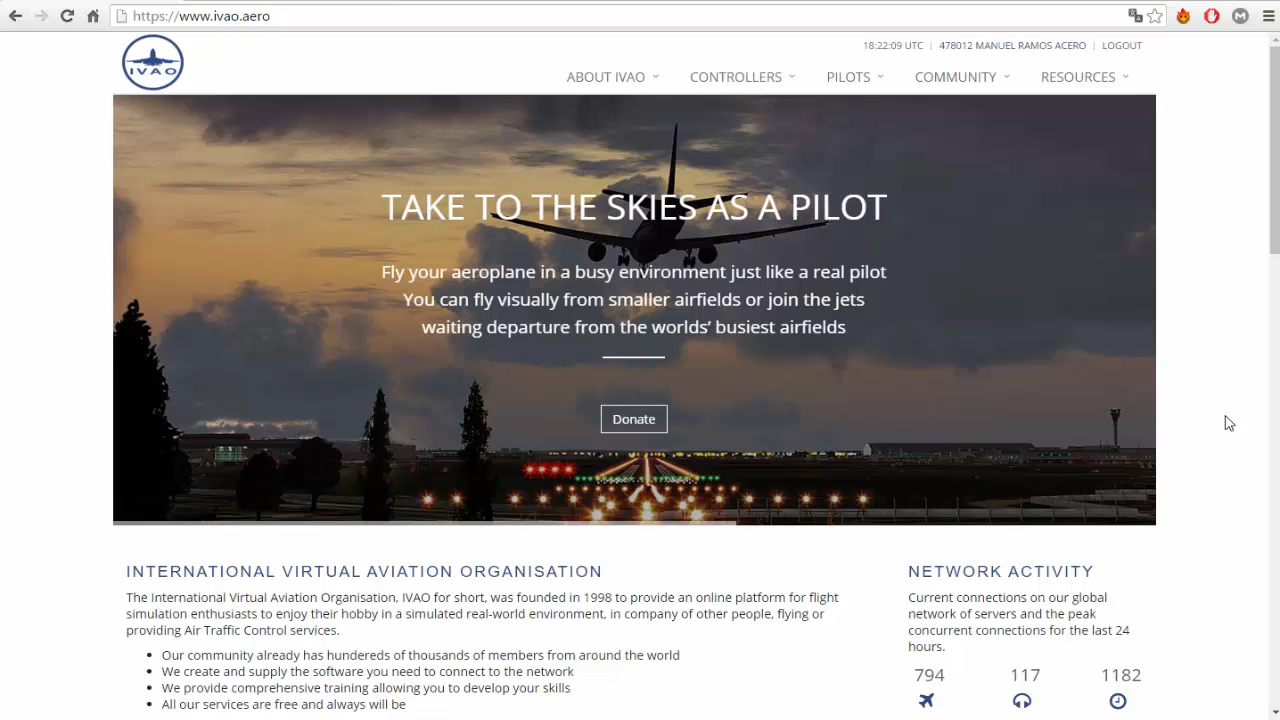 https://www.ivao.aero
18:22:09 UTC | 478012 MANUEL RAMOS ACERO | LOGOUT
IVAO
ABOUT IVAO CONTROLLERS PILOTS COMMUNITY RESOURCES
TAKE TO THE SKIES AS A PILOT
Fly your aeroplane in a busy environment just like a real pilot
You can fly visually from smaller airfields or join the jets
waiting departure from the worlds’ busiest airfields
Donate
INTERNATIONAL VIRTUAL AVIATION ORGANISATION
The International Virtual Aviation Organisation, IVAO for short, was founded in 1998 to provide an online platform for flight
simulation enthusiasts to enjoy their hobby in a simulated real-world environment, in company of other people, flying or
providing Air Traffic Control services.
• Our community already has hundereds of thousands of members from around the world
• We create and supply the software you need to connect to the network
• We provide comprehensive training allowing you to develop your skills
• All our services are free and always will be
NETWORK ACTIVITY
Current connections on our global
network of servers and the peak
concurrent connections for the last 24
hours.
794 117 1182